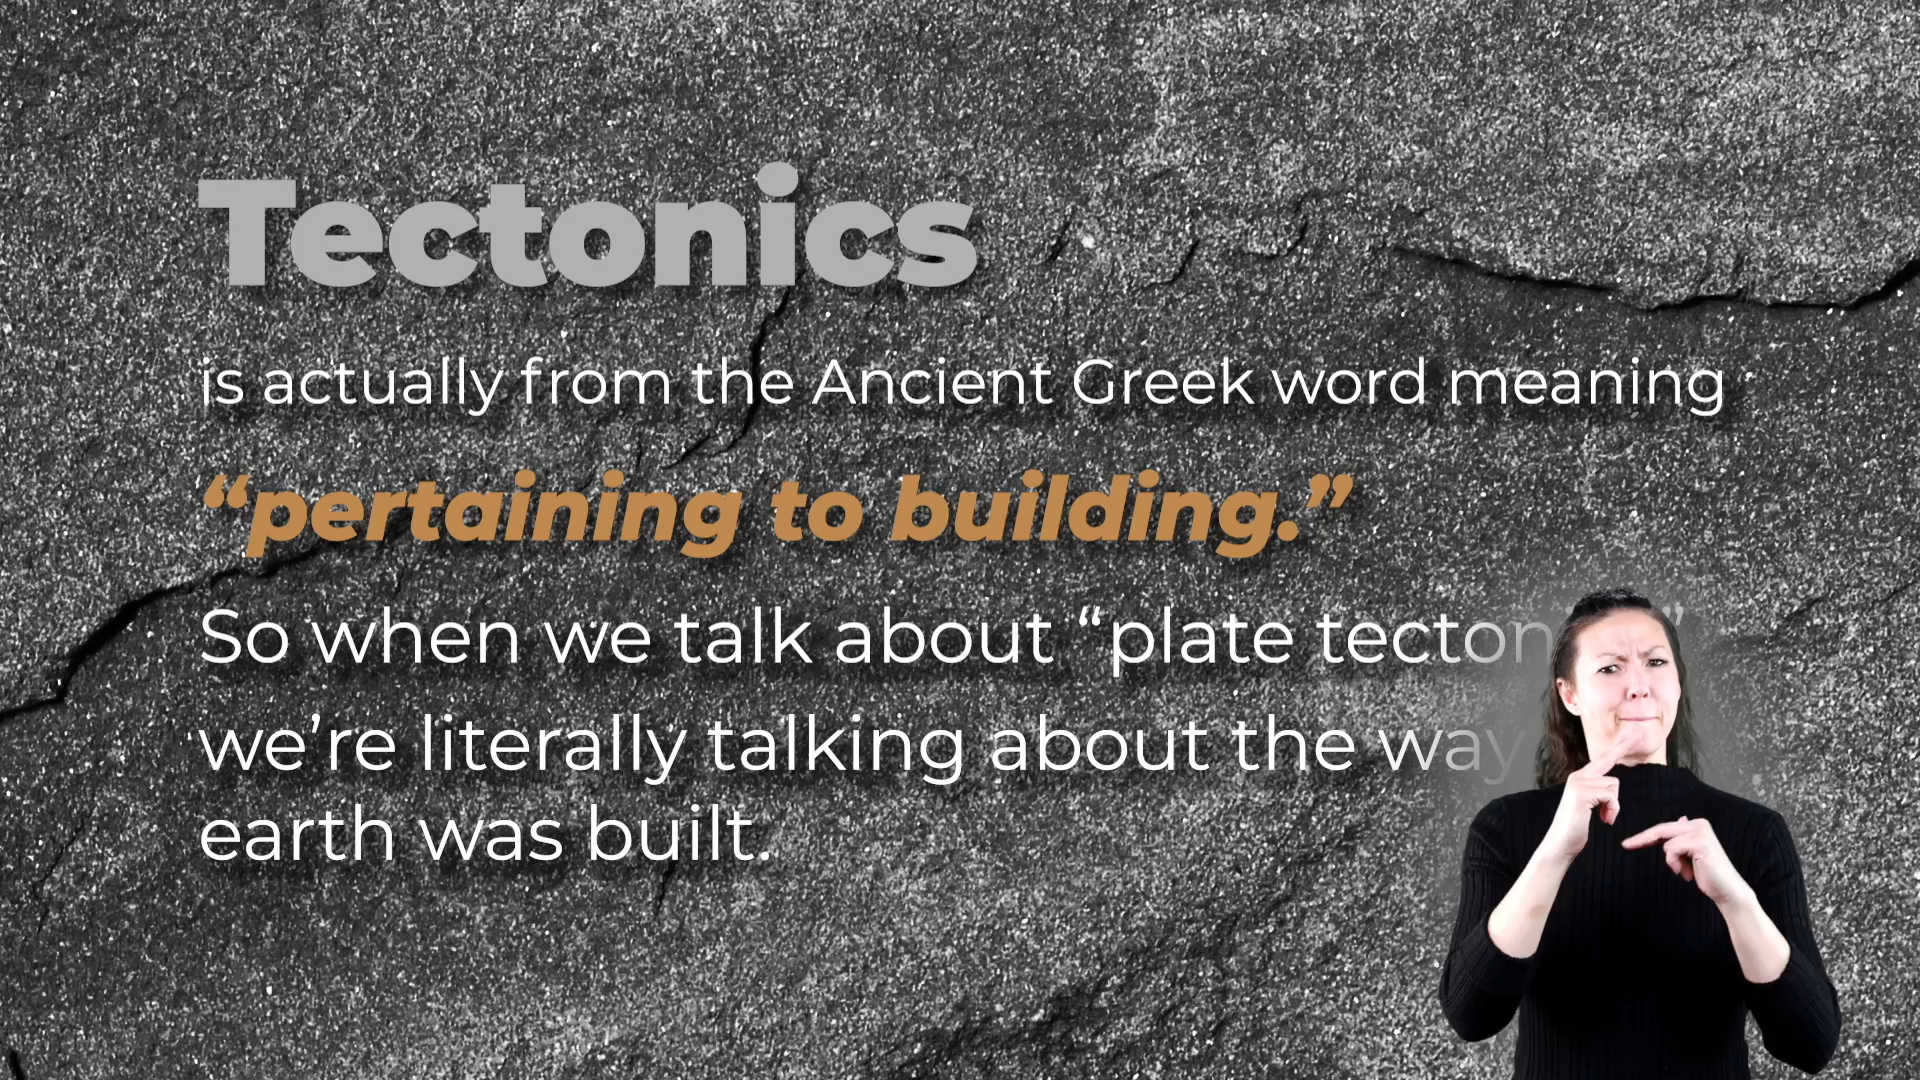 Tectonics
is actually from the Ancient Greek word meaning
“pertaining to building.”
So when we talk about “plate
we’re literally talking about the way
earth was built.